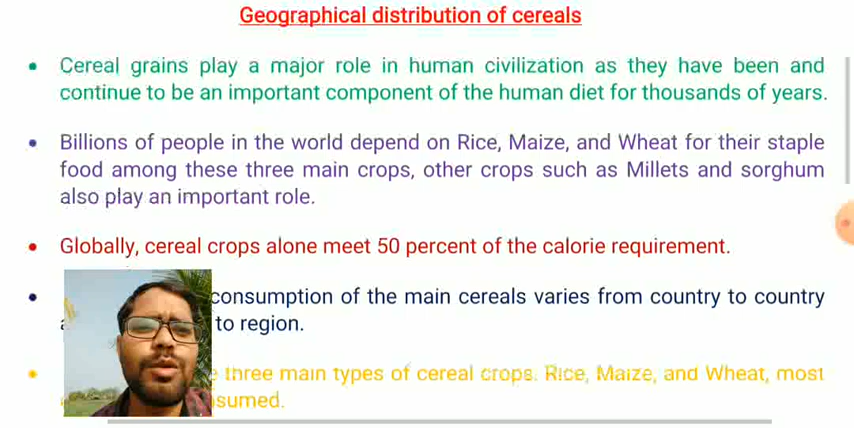 Geographical distribution of cereals
• Cereal grains play a major role in human civilization as they have been and
continue to be an important component of the human diet for thousands of years.
• Billions of people in the world depend on Rice, Maize, and Wheat for their staple
food among these three main crops, other crops such as Millets and sorghum
also play an important role.
• Globally, cereal crops alone meet 50 percent of the calorie requirement.
• consumption of the main cereals varies from country to country
to region.
• three main types of cereal crops. Rice, Maize, and Wheat, most